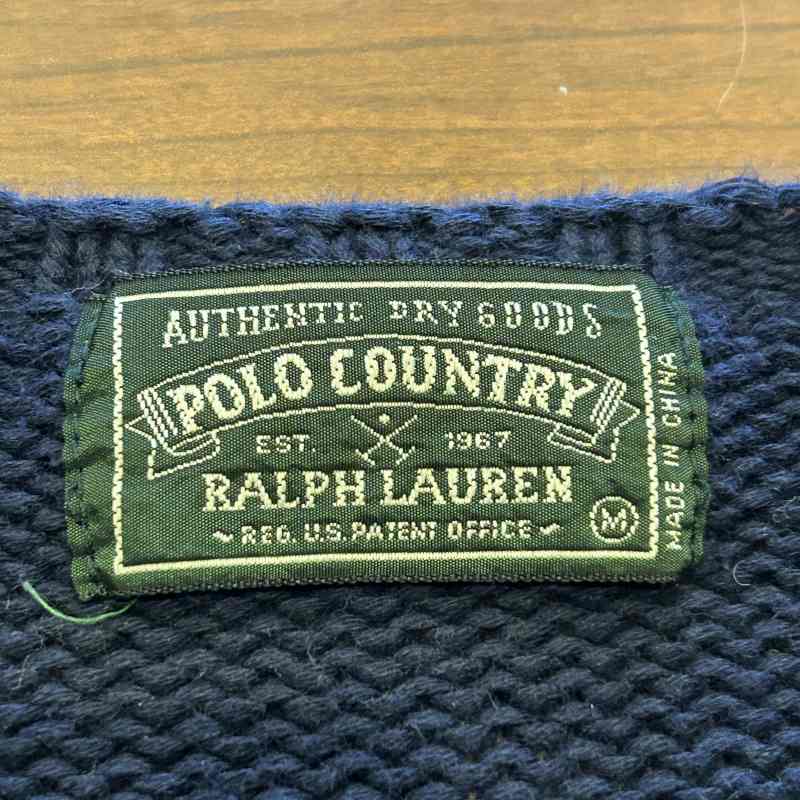 AUTHENTIC DRY GOODS
POLO COUNTRY
EST. 1967
RALPH LAUREN
REG. U.S. PATENT OFFICE
M
MADE IN CHINA